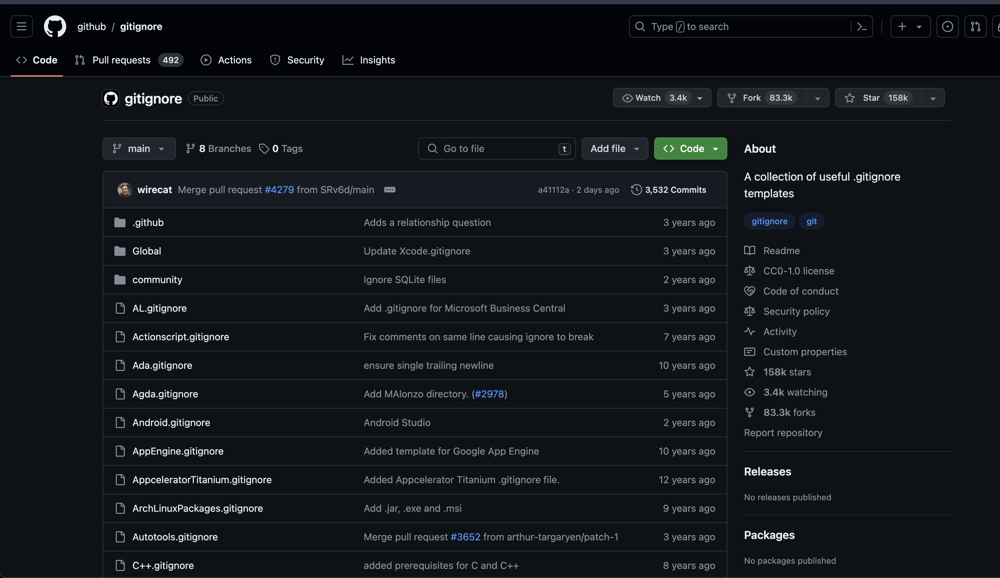 github / gitignore
Type / to search
Code
Pull requests 492
Actions
Security
Insights
gitignore Public
Watch 3.4k
Fork 83.3k
Star 158k
main
8 Branches
0 Tags
Go to file t
Add file
Code
wirecat Merge pull request #4279 from SRv6d/main
a41112a · 2 days ago
3,532 Commits
.github Adds a relationship question 3 years ago
Global Update Xcode.gitignore 3 years ago
community Ignore SQLite files 2 years ago
AL.gitignore Add .gitignore for Microsoft Business Central 3 years ago
Actionscript.gitignore Fix comments on same line causing ignore to break 7 years ago
Ada.gitignore ensure single trailing newline 10 years ago
Agda.gitignore Add MAlonzo directory. (#2978) 5 years ago
Android.gitignore Android Studio 2 years ago
AppEngine.gitignore Added template for Google App Engine 10 years ago
AppceleratorTitanium.gitignore Added Appcelerator Titanium .gitignore file. 12 years ago
ArchLinuxPackages.gitignore Add .jar, .exe and .msi 9 years ago
Autotools.gitignore Merge pull request #3652 from arthur-targaryen/patch-1 3 years ago
C++.gitignore added prerequisites for C and C++ 8 years ago
About
A collection of useful .gitignore
templates
gitignore git
Readme
CC0-1.0 license
Code of conduct
Security policy
Activity
Custom properties
158k stars
3.4k watching
83.3k forks
Report repository
Releases
No releases published
Packages
No packages published